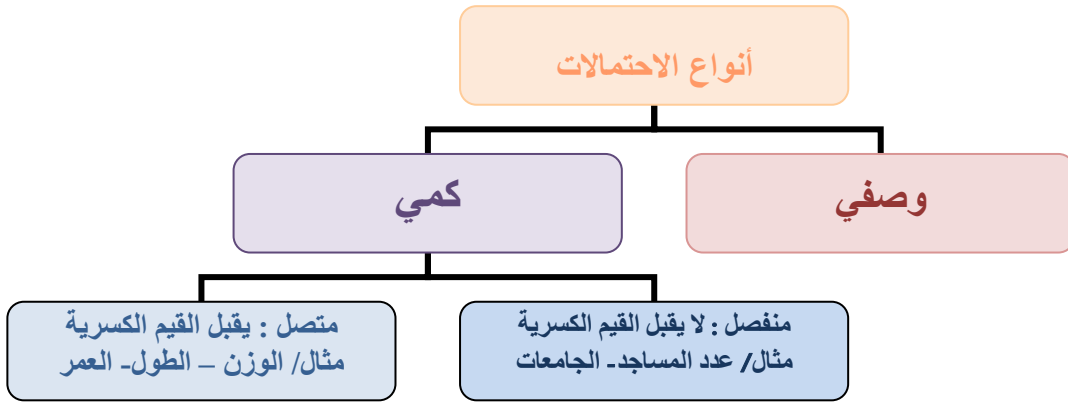 أنواع الاحتمالات
وصفي
كمي
منفصل : لا يقبل القيم الكسرية
مثال/ عدد المساجد- الجامعات
متصل : يقبل القيم الكسرية
مثال/ الوزن – الطول- العمر